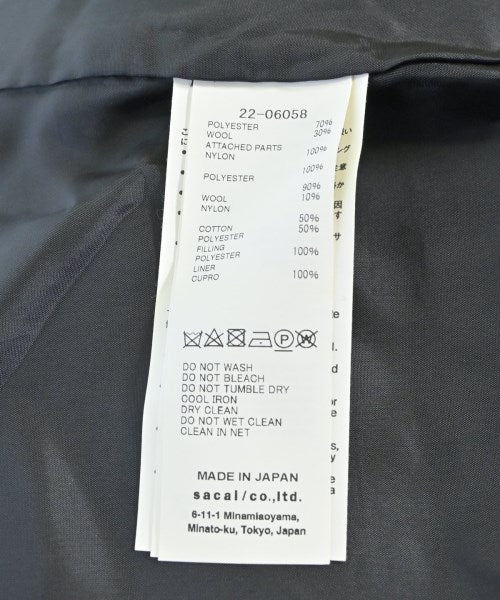 22-06058
POLYESTER 70%
WOOL 30%
ATTACHED PARTS
NYLON 100%
POLYESTER 100%
90%
WOOL 10%
NYLON
50%
COTTON 50%
POLYESTER
FILLING 100%
POLYESTER
LINER
CUPRO 100%
DO NOT WASH
DO NOT BLEACH
DO NOT TUMBLE DRY
COOL IRON
DRY CLEAN
DO NOT WET CLEAN
CLEAN IN NET
MADE IN JAPAN
sacai/co.,ltd.
6-11-1 Minamiaoyama,
Minato-ku, Tokyo, Japan